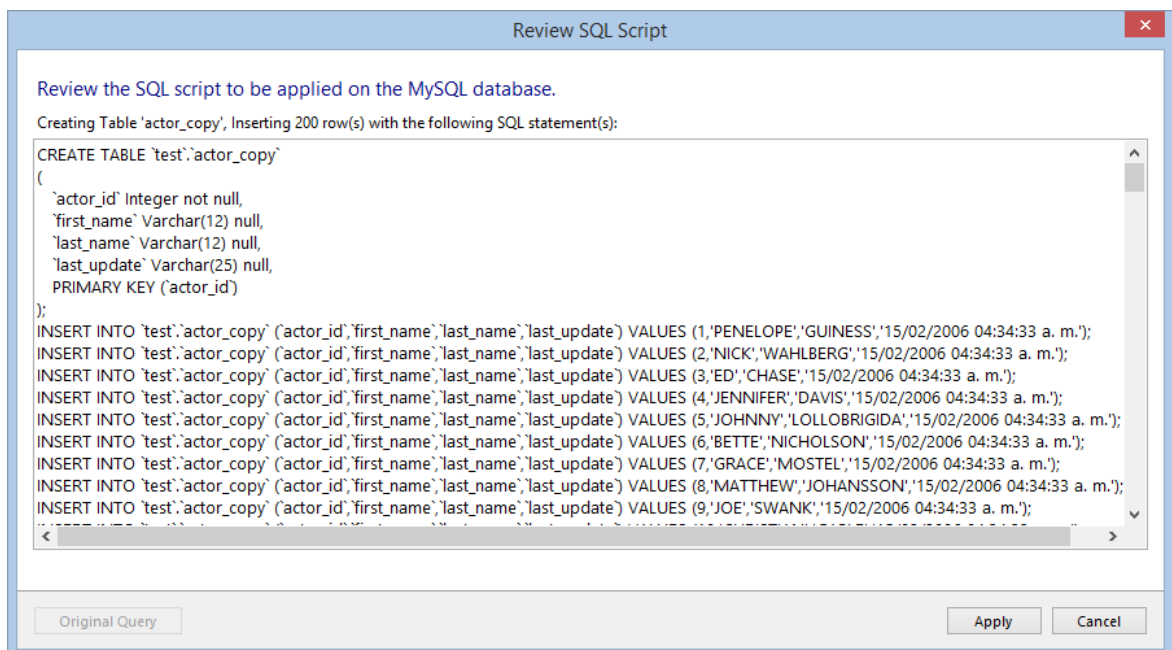 Review SQL Script
Review the SQL script to be applied on the MySQL database.
Creating Table 'actor_copy', Inserting 200 row(s) with the following SQL statement(s):
CREATE TABLE `test`.`actor_copy`
(
`actor_id` Integer not null,
`first_name` Varchar(12) null,
`last_name` Varchar(12) null,
`last_update` Varchar(25) null,
PRIMARY KEY (`actor_id`)
);
INSERT INTO `test`.`actor_copy` (`actor_id`,`first_name`,`last_name`,`last_update`) VALUES (1,'PENELOPE','GUINESS','15/02/2006 04:34:33 a. m.');
INSERT INTO `test`.`actor_copy` (`actor_id`,`first_name`,`last_name`,`last_update`) VALUES (2,'NICK','WAHLBERG','15/02/2006 04:34:33 a. m.');
INSERT INTO `test`.`actor_copy` (`actor_id`,`first_name`,`last_name`,`last_update`) VALUES (3,'ED','CHASE','15/02/2006 04:34:33 a. m.');
INSERT INTO `test`.`actor_copy` (`actor_id`,`first_name`,`last_name`,`last_update`) VALUES (4,'JENNIFER','DAVIS','15/02/2006 04:34:33 a. m.');
INSERT INTO `test`.`actor_copy` (`actor_id`,`first_name`,`last_name`,`last_update`) VALUES (5,'JOHNNY','LOLLOBRIGIDA','15/02/2006 04:34:33 a. m.');
INSERT INTO `test`.`actor_copy` (`actor_id`,`first_name`,`last_name`,`last_update`) VALUES (6,'BETTE','NICHOLSON','15/02/2006 04:34:33 a. m.');
INSERT INTO `test`.`actor_copy` (`actor_id`,`first_name`,`last_name`,`last_update`) VALUES (7,'GRACE','MOSTEL','15/02/2006 04:34:33 a. m.');
INSERT INTO `test`.`actor_copy` (`actor_id`,`first_name`,`last_name`,`last_update`) VALUES (8,'MATTHEW','JOHANSSON','15/02/2006 04:34:33 a. m.');
INSERT INTO `test`.`actor_copy` (`actor_id`,`first_name`,`last_name`,`last_update`) VALUES (9,'JOE','SWANK','15/02/2006 04:34:33 a. m.');
Original Query
Apply
Cancel